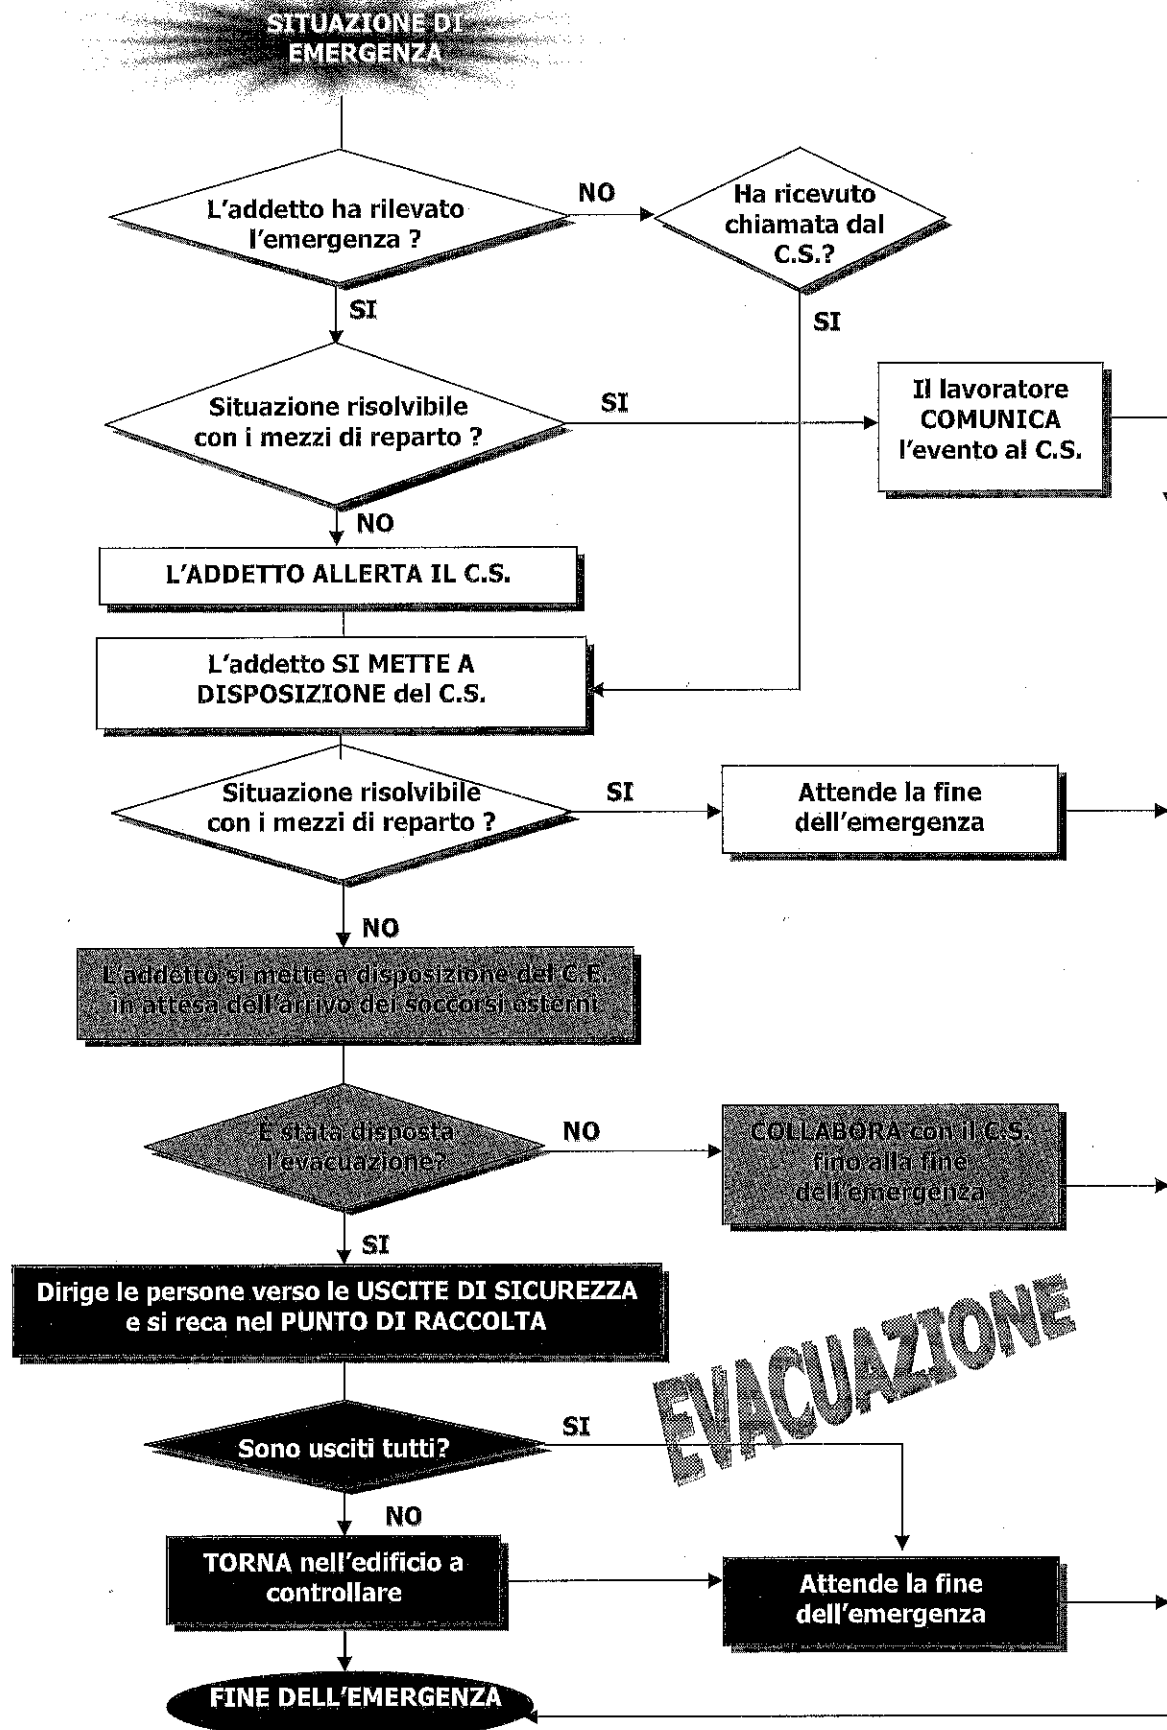 SITUAZIONE DI
EMERGENZA
L'addetto ha rilevato
l'emergenza ?
NO
Ha ricevuto
chiamata dal
C.S.?
SI
SI
Situazione risolvibile
con i mezzi di reparto ?
SI
Il lavoratore
COMUNICA
l'evento al C.S.
NO
L'ADDETTO ALLERTA IL C.S.
L'addetto SI METTE A
DISPOSIZIONE del C.S.
Situazione risolvibile
con i mezzi di reparto ?
SI
Attende la fine
dell'emergenza
NO
L'addetto si mette a disposizione del C.E.
in attesa dell'arrivo dei soccorsi esterni
E stata disposta
l'evacuazione?
NO
COLLABORA con il C.S.
fino alla fine
dell'emergenza
SI
Dirige le persone verso le USCITE DI SICUREZZA
e si reca nel PUNTO DI RACCOLTA
EVACUAZIONE
Sono usciti tutti?
SI
NO
TORNA nell'edificio a
controllare
Attende la fine
dell'emergenza
FINE DELL'EMERGENZA